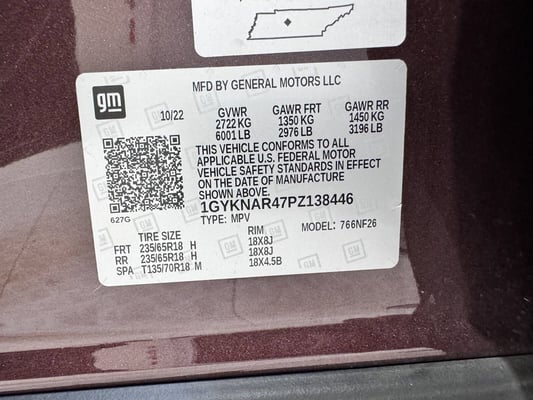 gm
MFD BY GENERAL MOTORS LLC
10/22
GVWR GAWR FRT GAWR RR
2722 KG 1350 KG 1450 KG
6001 LB 2976 LB 3196 LB
THIS VEHICLE CONFORMS TO ALL
APPLICABLE U.S. FEDERAL MOTOR
VEHICLE SAFETY STANDARDS IN EFFECT
ON THE DATE OF MANUFACTURE
SHOWN ABOVE.
627G
1GYKNAR47PZ138446
TYPE: MPV MODEL: 766NF26
TIRE SIZE RIM
FRT 235/65R18 H 18X8J
RR 235/65R18 H 18X8J
SPA T135/70R18 M 18X4.5B